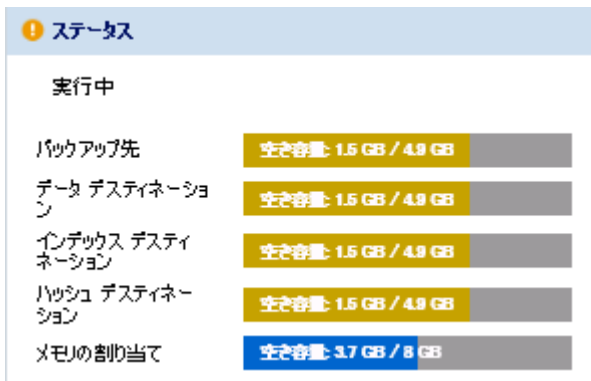 ステータス
実行中
バックアップ先 空き容量: 1.5 GB / 4.9 GB
データ デスティネーショ
ン 空き容量: 1.5 GB / 4.9 GB
インデックス デスティ
ネーション 空き容量: 1.5 GB / 4.9 GB
ハッシュ デスティネー
ション 空き容量: 1.5 GB / 4.9 GB
メモリの割り当て 空き容量: 3.7 GB / 8 GB